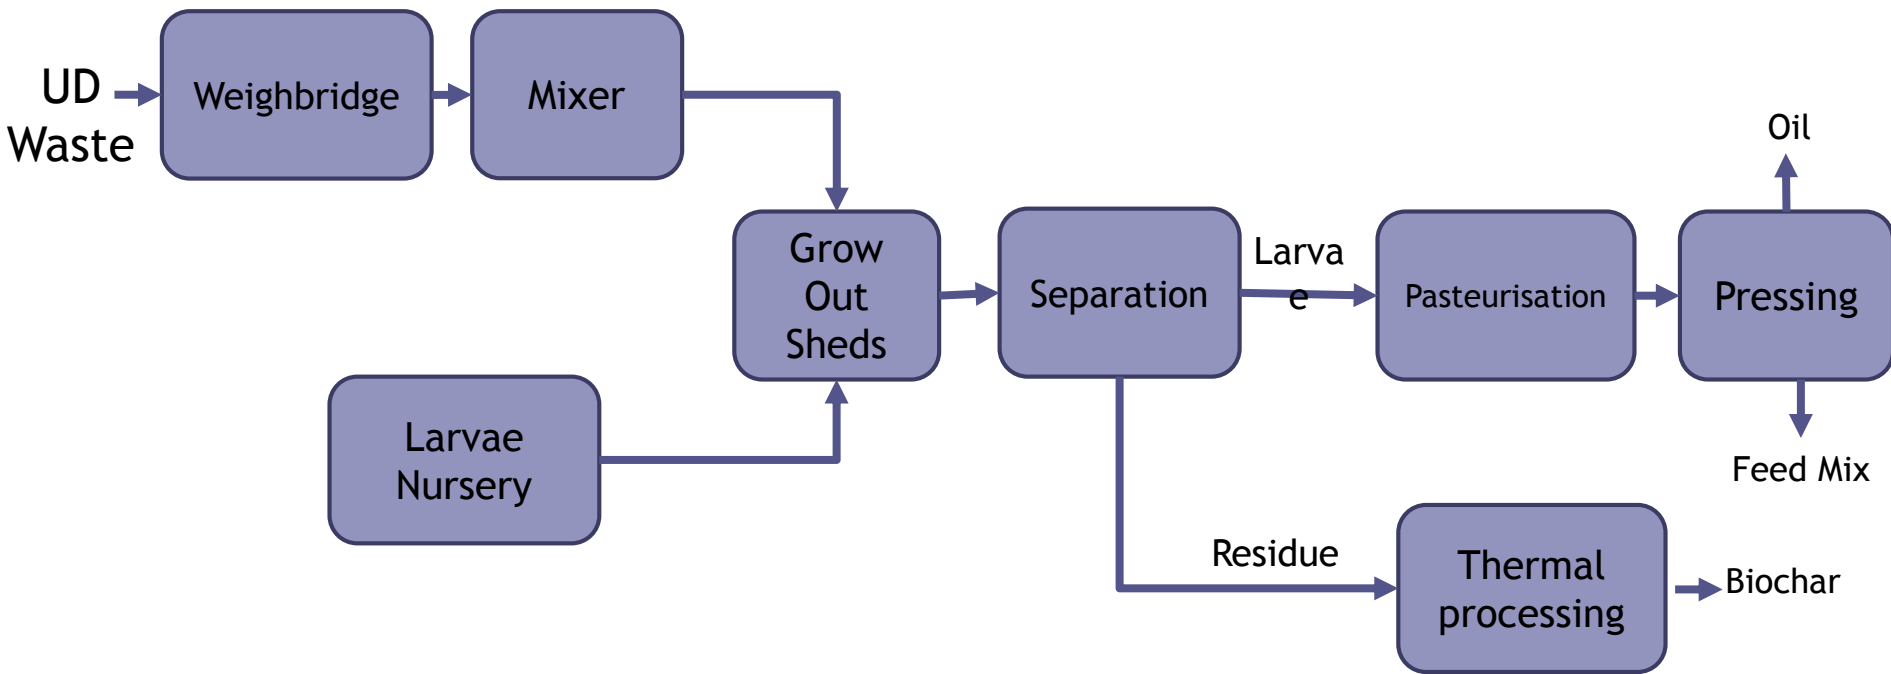 UD
Waste
Weighbridge
Mixer
Oil
Grow
Out
Sheds
Separation
Larva
e
Pasteurisation
Pressing
Larvae
Nursery
Feed Mix
Residue
Thermal
processing
Biochar